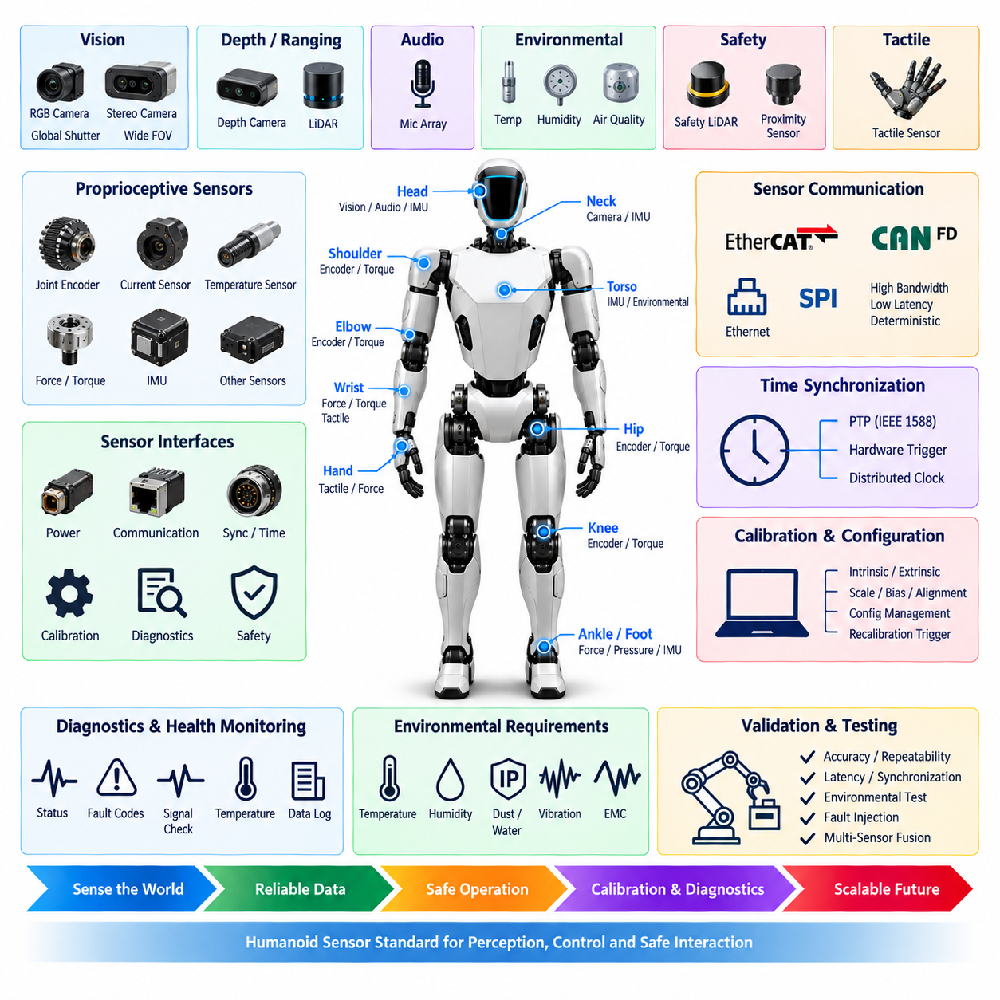 Vision
RGB Camera
Stereo Camera
Global Shutter
Wide FOV
Depth / Ranging
Depth Camera
LiDAR
Audio
Mic Array
Environmental
Temp
Humidity
Air Quality
Safety
Safety LiDAR
Proximity
Sensor
Tactile
Tactile Sensor
Proprioceptive Sensors
Joint Encoder
Current Sensor
Temperature Sensor
Force / Torque
IMU
Other Sensors
Sensor Interfaces
Power
Communication
Sync / Time
Calibration
Diagnostics
Safety
Head
Vision / Audio / IMU
Neck
Camera / IMU
Shoulder
Encoder / Torque
Torso
IMU / Environmental
Elbow
Encoder / Torque
Wrist
Force / Torque
Tactile
Hip
Encoder / Torque
Hand
Tactile / Force
Knee
Encoder / Torque
Ankle / Foot
Force / Pressure / IMU
Sensor Communication
EtherCAT®
CAN FD
Ethernet
SPI
High Bandwidth
Low Latency
Deterministic
Time Synchronization
PTP (IEEE 1588)
Hardware Trigger
Distributed Clock
Calibration & Configuration
Intrinsic / Extrinsic
Scale / Bias / Alignment
Config Management
Recalibration Trigger
Diagnostics & Health Monitoring
Status
Fault Codes
Signal
Check
Temperature
Data Log
Environmental Requirements
IP
Temperature
Humidity
Dust /
Water
Vibration
EMC
Validation & Testing
Accuracy / Repeatability
Latency / Synchronization
Environmental Test
Fault Injection
Multi-Sensor Fusion
Sense the World
Reliable Data
Safe Operation
Calibration & Diagnostics
Scalable Future
Humanoid Sensor Standard for Perception, Control and Safe Interaction